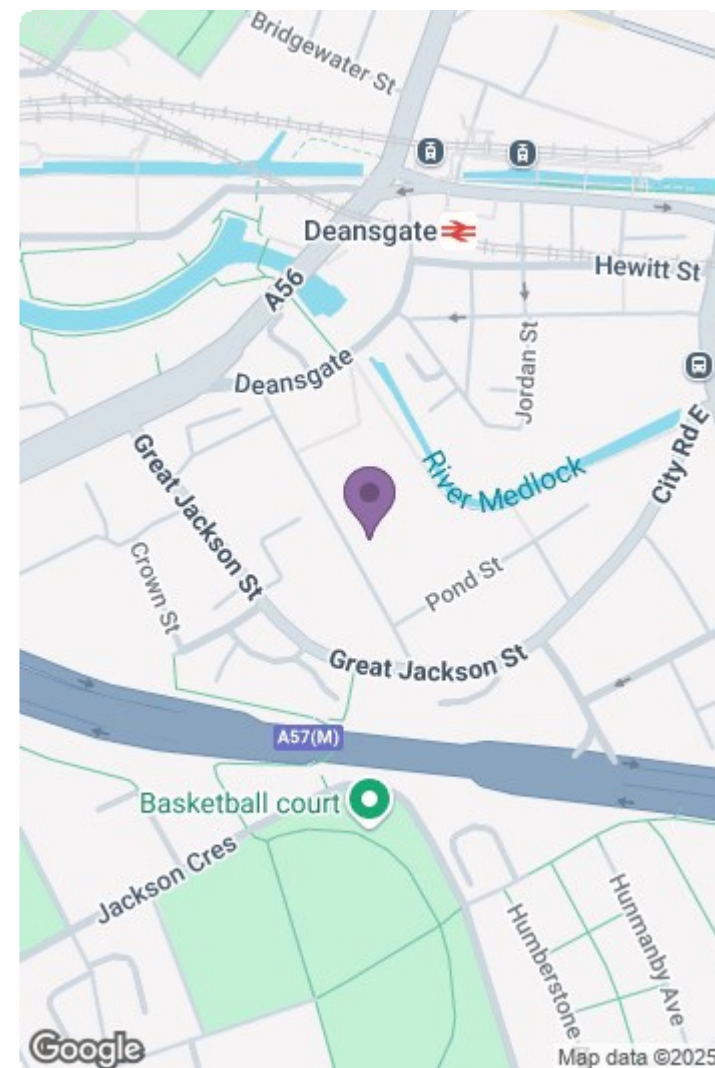 Bridgewater St
Deansgate
Hewitt St
A56
Jordan St
Deansgate
City Rd E
River Medlock
Great Jackson St
Crown St
Pond St
Great Jackson St
A57(M)
Basketball court
Jackson Cres
Hunmanby Ave
Humberstone
Google
Map data ©2025